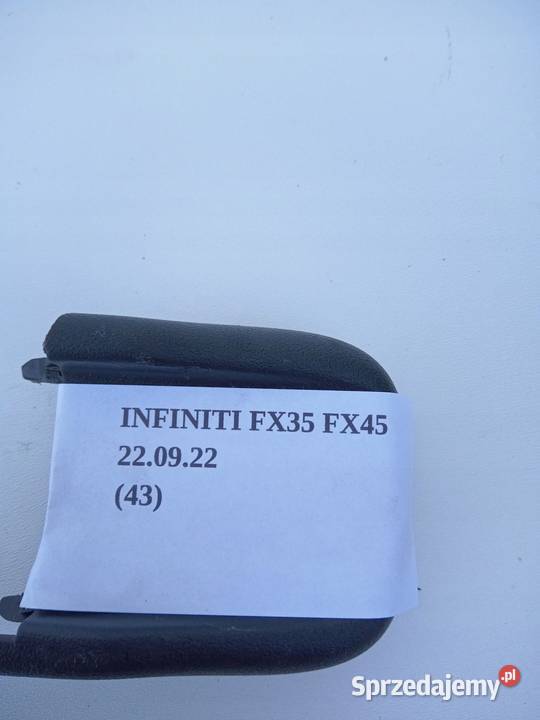 INFINITI FX35 FX45
22.09.22
(43)
Sprzedajemy.pl